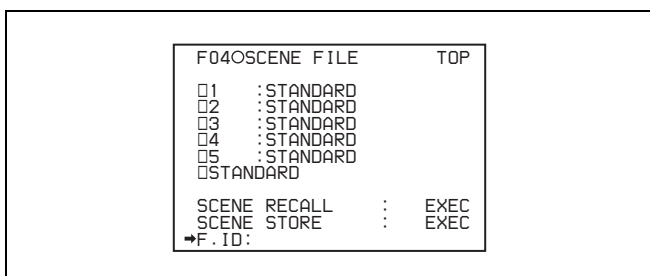 F04○SCENE FILE TOP
□1 :STANDARD
□2 :STANDARD
□3 :STANDARD
□4 :STANDARD
□5 :STANDARD
□STANDARD
SCENE RECALL : EXEC
SCENE STORE : EXEC
➡F.ID: